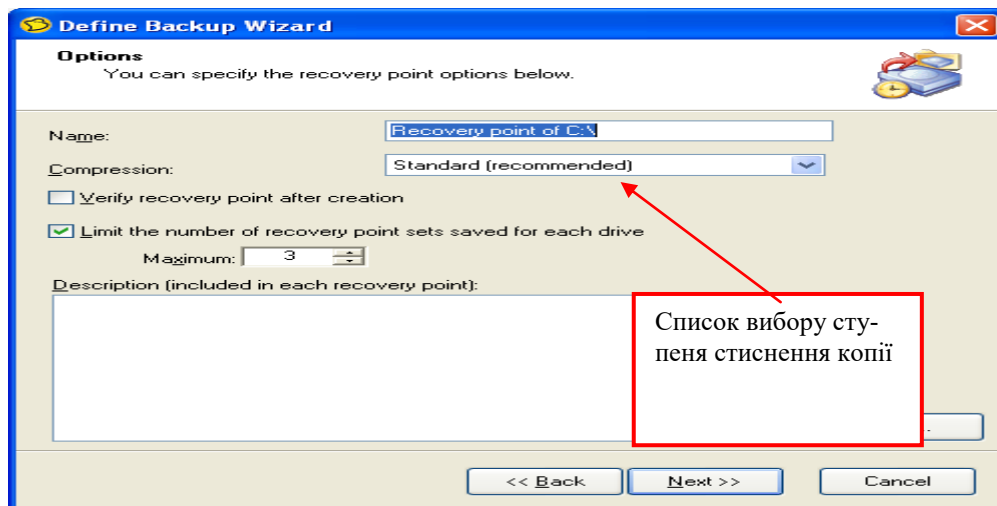 Define Backup Wizard
Options
You can specify the recovery point options below.
Name: Recovery point of C:\
Compression: Standard (recommended)
Verify recovery point after creation
Limit the number of recovery point sets saved for each drive
Maximum: 3
Description (included in each recovery point):
Список вибору сту-
пеня стиснення копії
<< Back Next >> Cancel